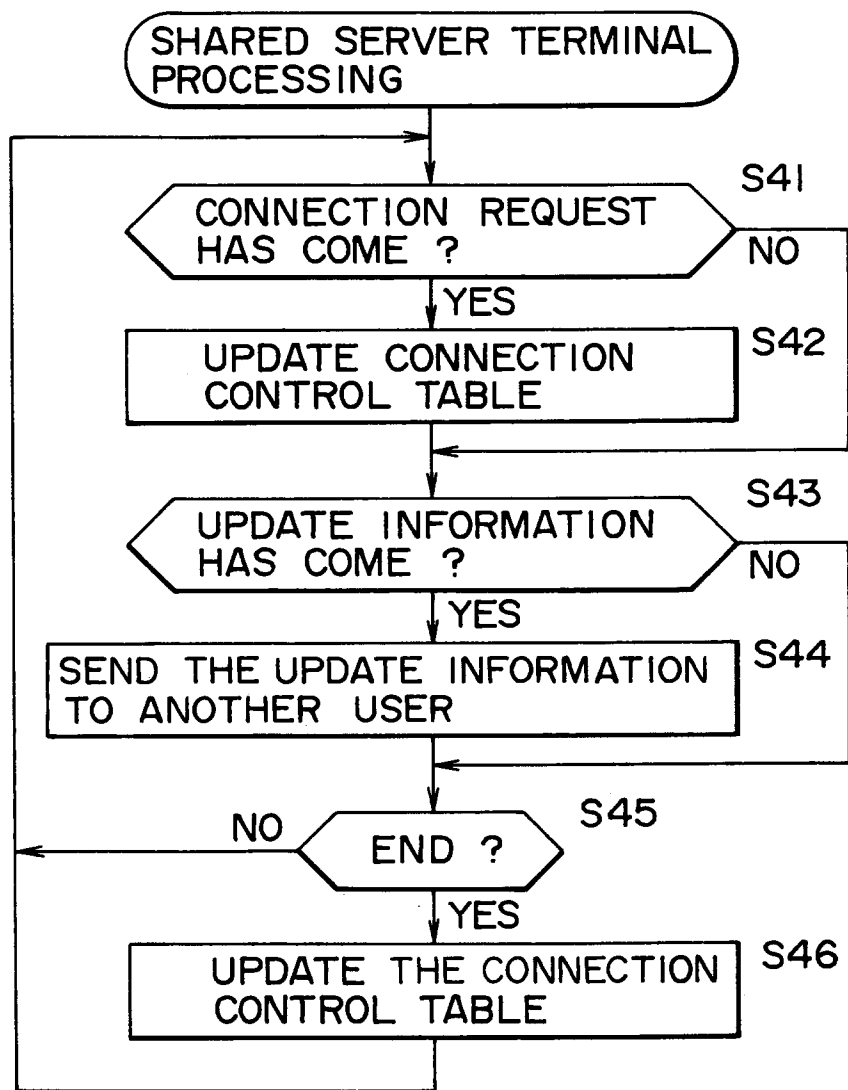 SHARED SERVER TERMINAL
PROCESSING
S41
CONNECTION REQUEST
HAS COME ?
NO
YES
S42
UPDATE CONNECTION
CONTROL TABLE
S43
UPDATE INFORMATION
HAS COME ?
NO
YES
S44
SEND THE UPDATE INFORMATION
TO ANOTHER USER
S45
NO
END ?
YES
S46
UPDATE THE CONNECTION
CONTROL TABLE